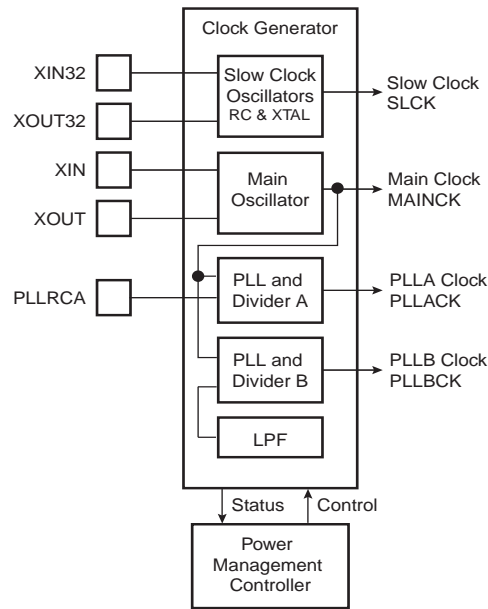 Clock Generator
XIN32
XOUT32
Slow Clock
Oscillators
RC & XTAL
Slow Clock
SLCK
XIN
XOUT
Main
Oscillator
Main Clock
MAINCK
PLLRCA
PLL and
Divider A
PLLA Clock
PLLACK
PLL and
Divider B
PLLB Clock
PLLBCK
LPF
Status
Control
Power
Management
Controller